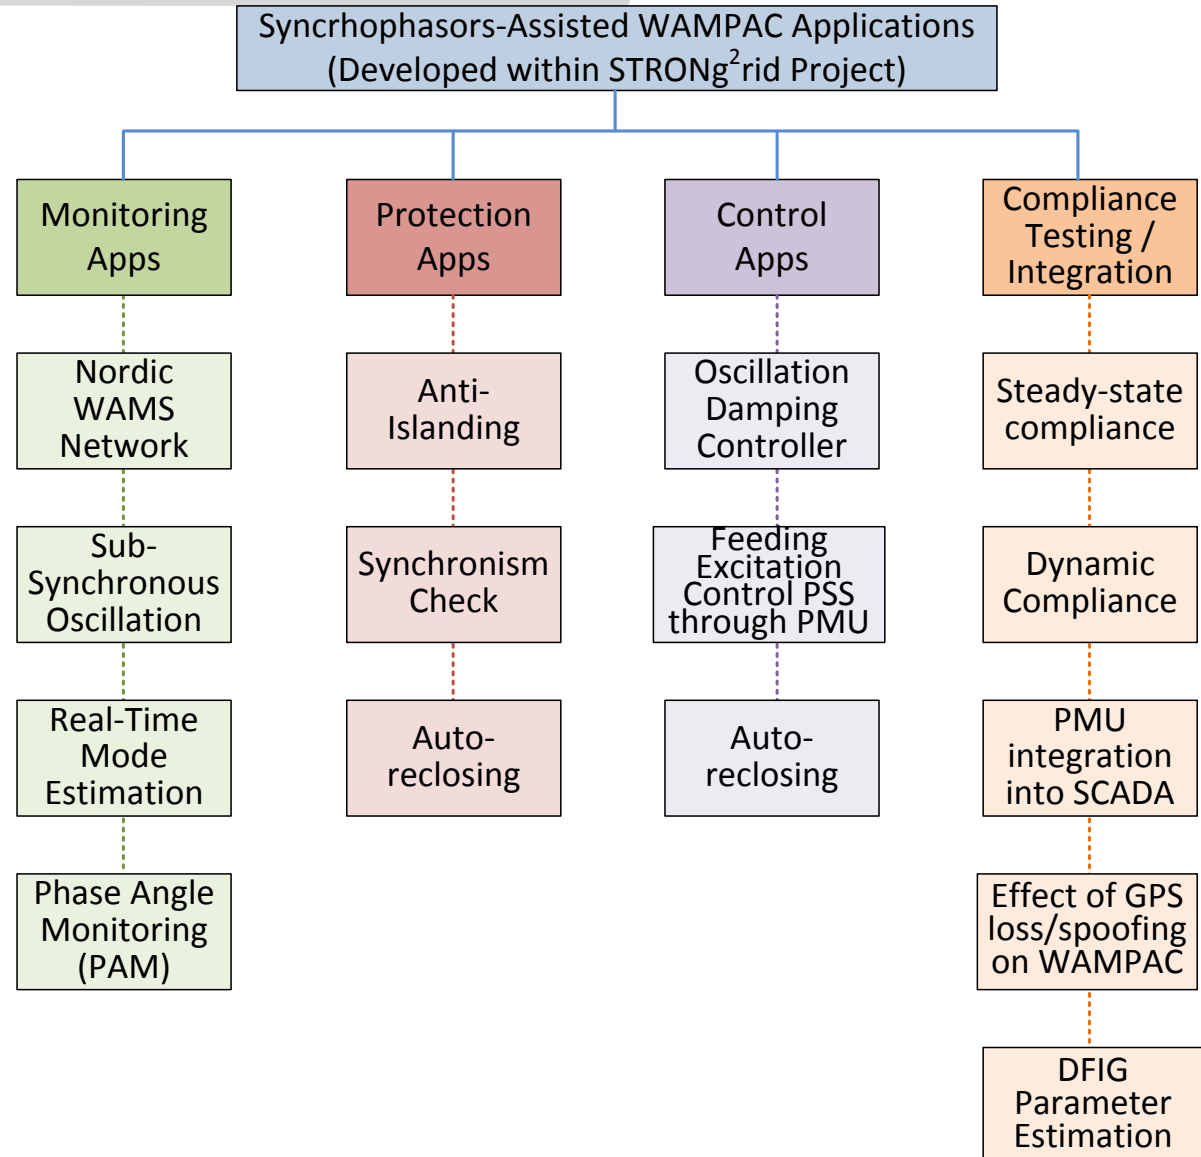 Syncrhophasors-Assisted WAMPAC Applications
(Developed within STRONg²rid Project)
Monitoring
Apps
Nordic
WAMS
Network
Sub-
Synchronous
Oscillation
Real-Time
Mode
Estimation
Phase Angle
Monitoring
(PAM)
Protection
Apps
Anti-
Islanding
Synchronism
Check
Auto-
reclosing
Control
Apps
Oscillation
Damping
Controller
Feeding
Excitation
Control PSS
through PMU
Auto-
reclosing
Compliance
Testing /
Integration
Steady-state
compliance
Dynamic
Compliance
PMU
integration
into SCADA
Effect of GPS
loss/spoofing
on WAMPAC
DFIG
Parameter
Estimation